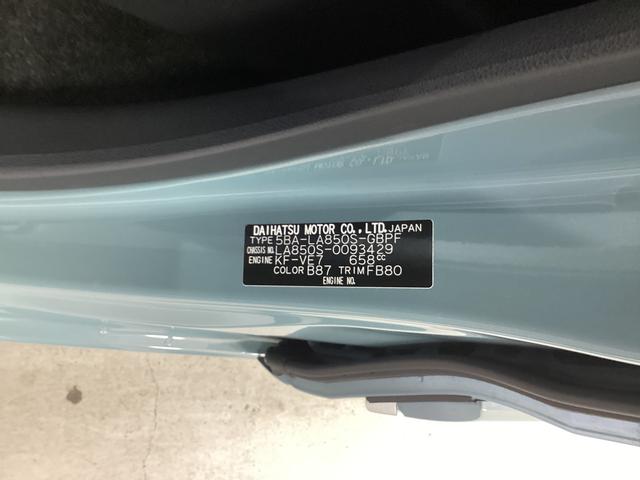 DAIHATSU MOTOR CO., LTD. JAPAN
TYPE 5BA-LA850S-GBPF
CHASSIS NO. LA850S-0093429
ENGINE KF-VE7 658cc
COLOR B87 TRIM FB80
ENGINE NO.